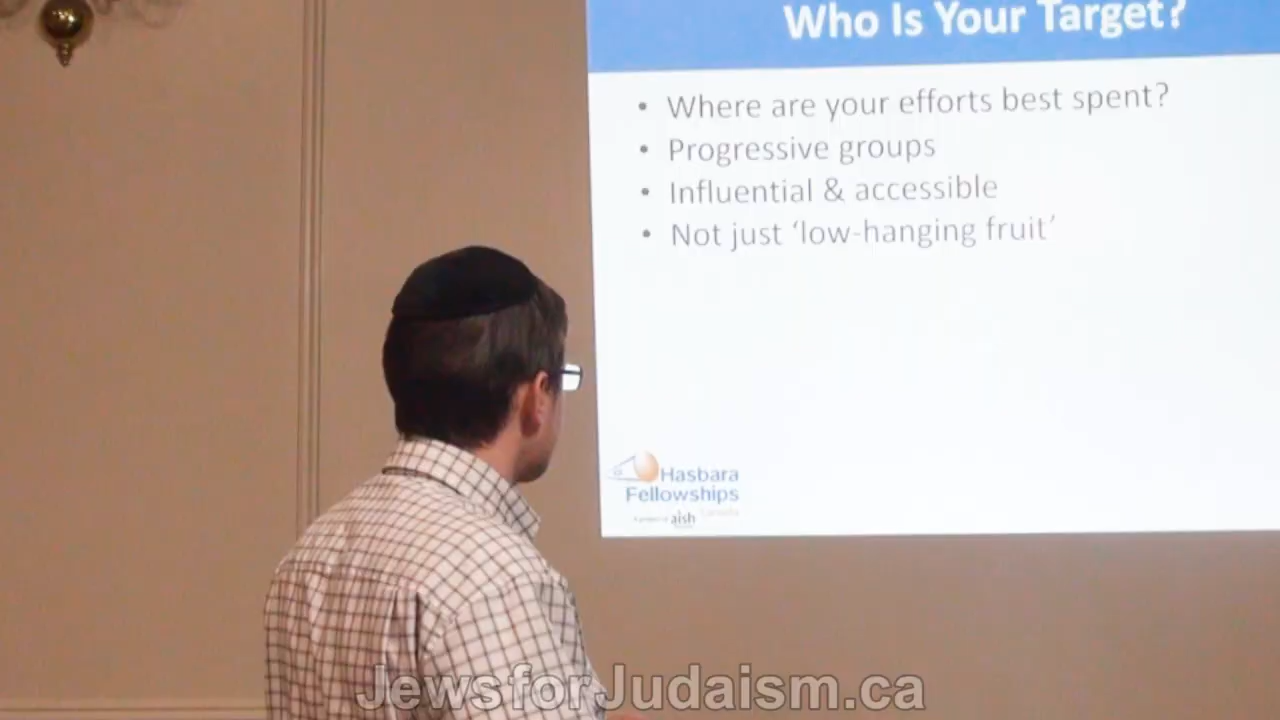 Who Is Your Target?
• Where are your efforts best spent?
• Progressive groups
• Influential & accessible
• Not just ‘low-hanging fruit’
Hasbara
Fellowships
Canada
aish
JewsforJudaism.ca